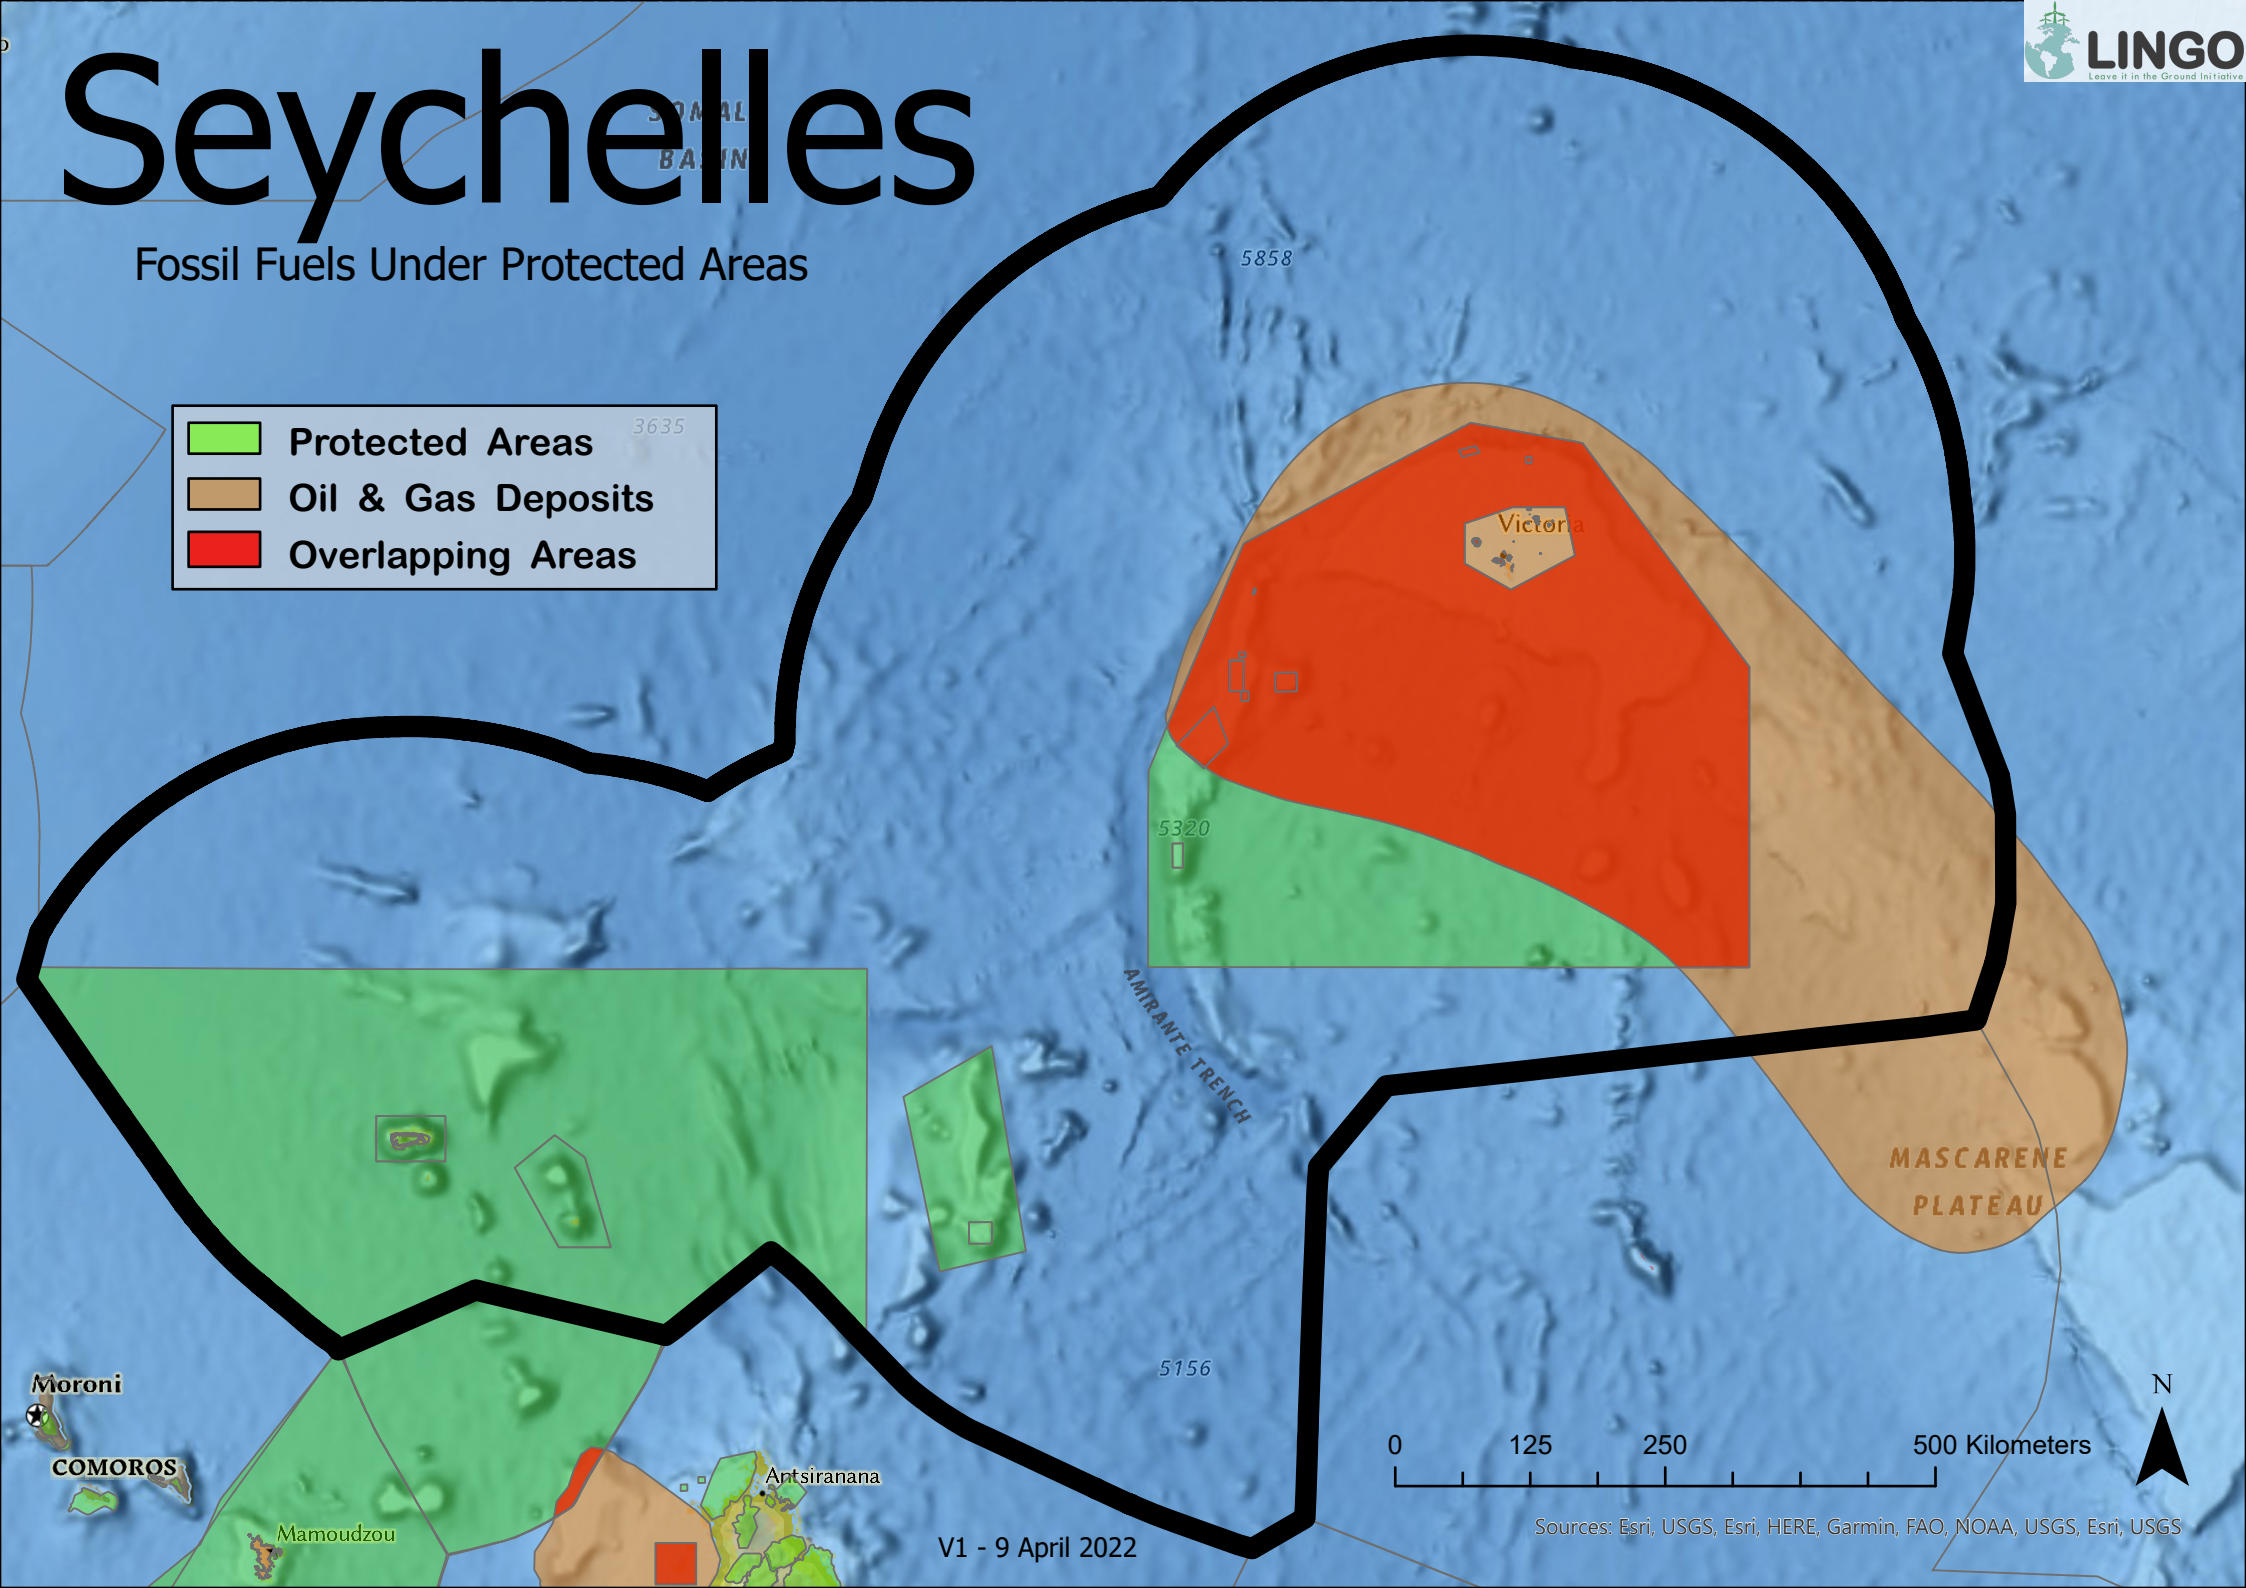 LINGO
Leave it in the Ground Initiative
Seychelles
BASIN
Fossil Fuels Under Protected Areas
5858
3635
Protected Areas
Oil & Gas Deposits
Overlapping Areas
Victoria
5320
AMIRANTE TRENCH
MASCARENE
PLATEAU
5156
Moroni
COMOROS
Mamoudzou
Antsiranana
N
0 125 250 500 Kilometers
Sources: Esri, USGS, Esri, HERE, Garmin, FAO, NOAA, USGS, Esri, USGS
V1 - 9 April 2022